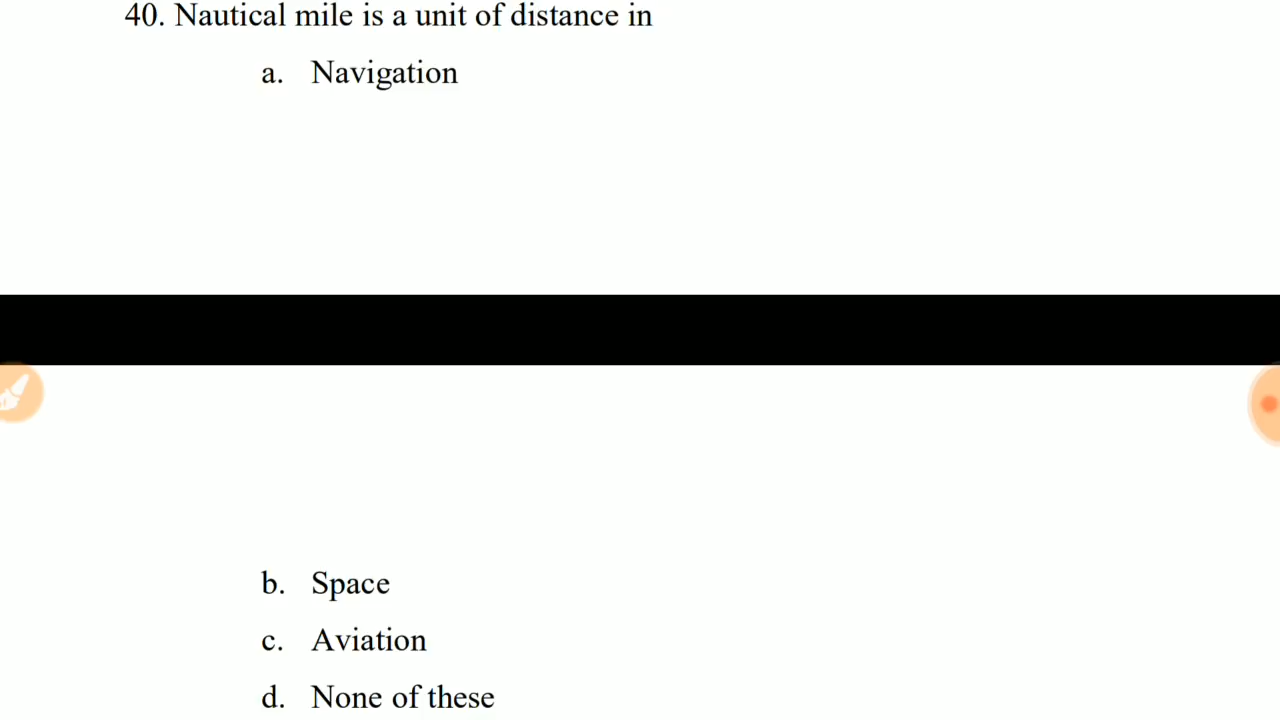 40. Nautical mile is a unit of distance in
a. Navigation
b. Space
c. Aviation
d. None of these